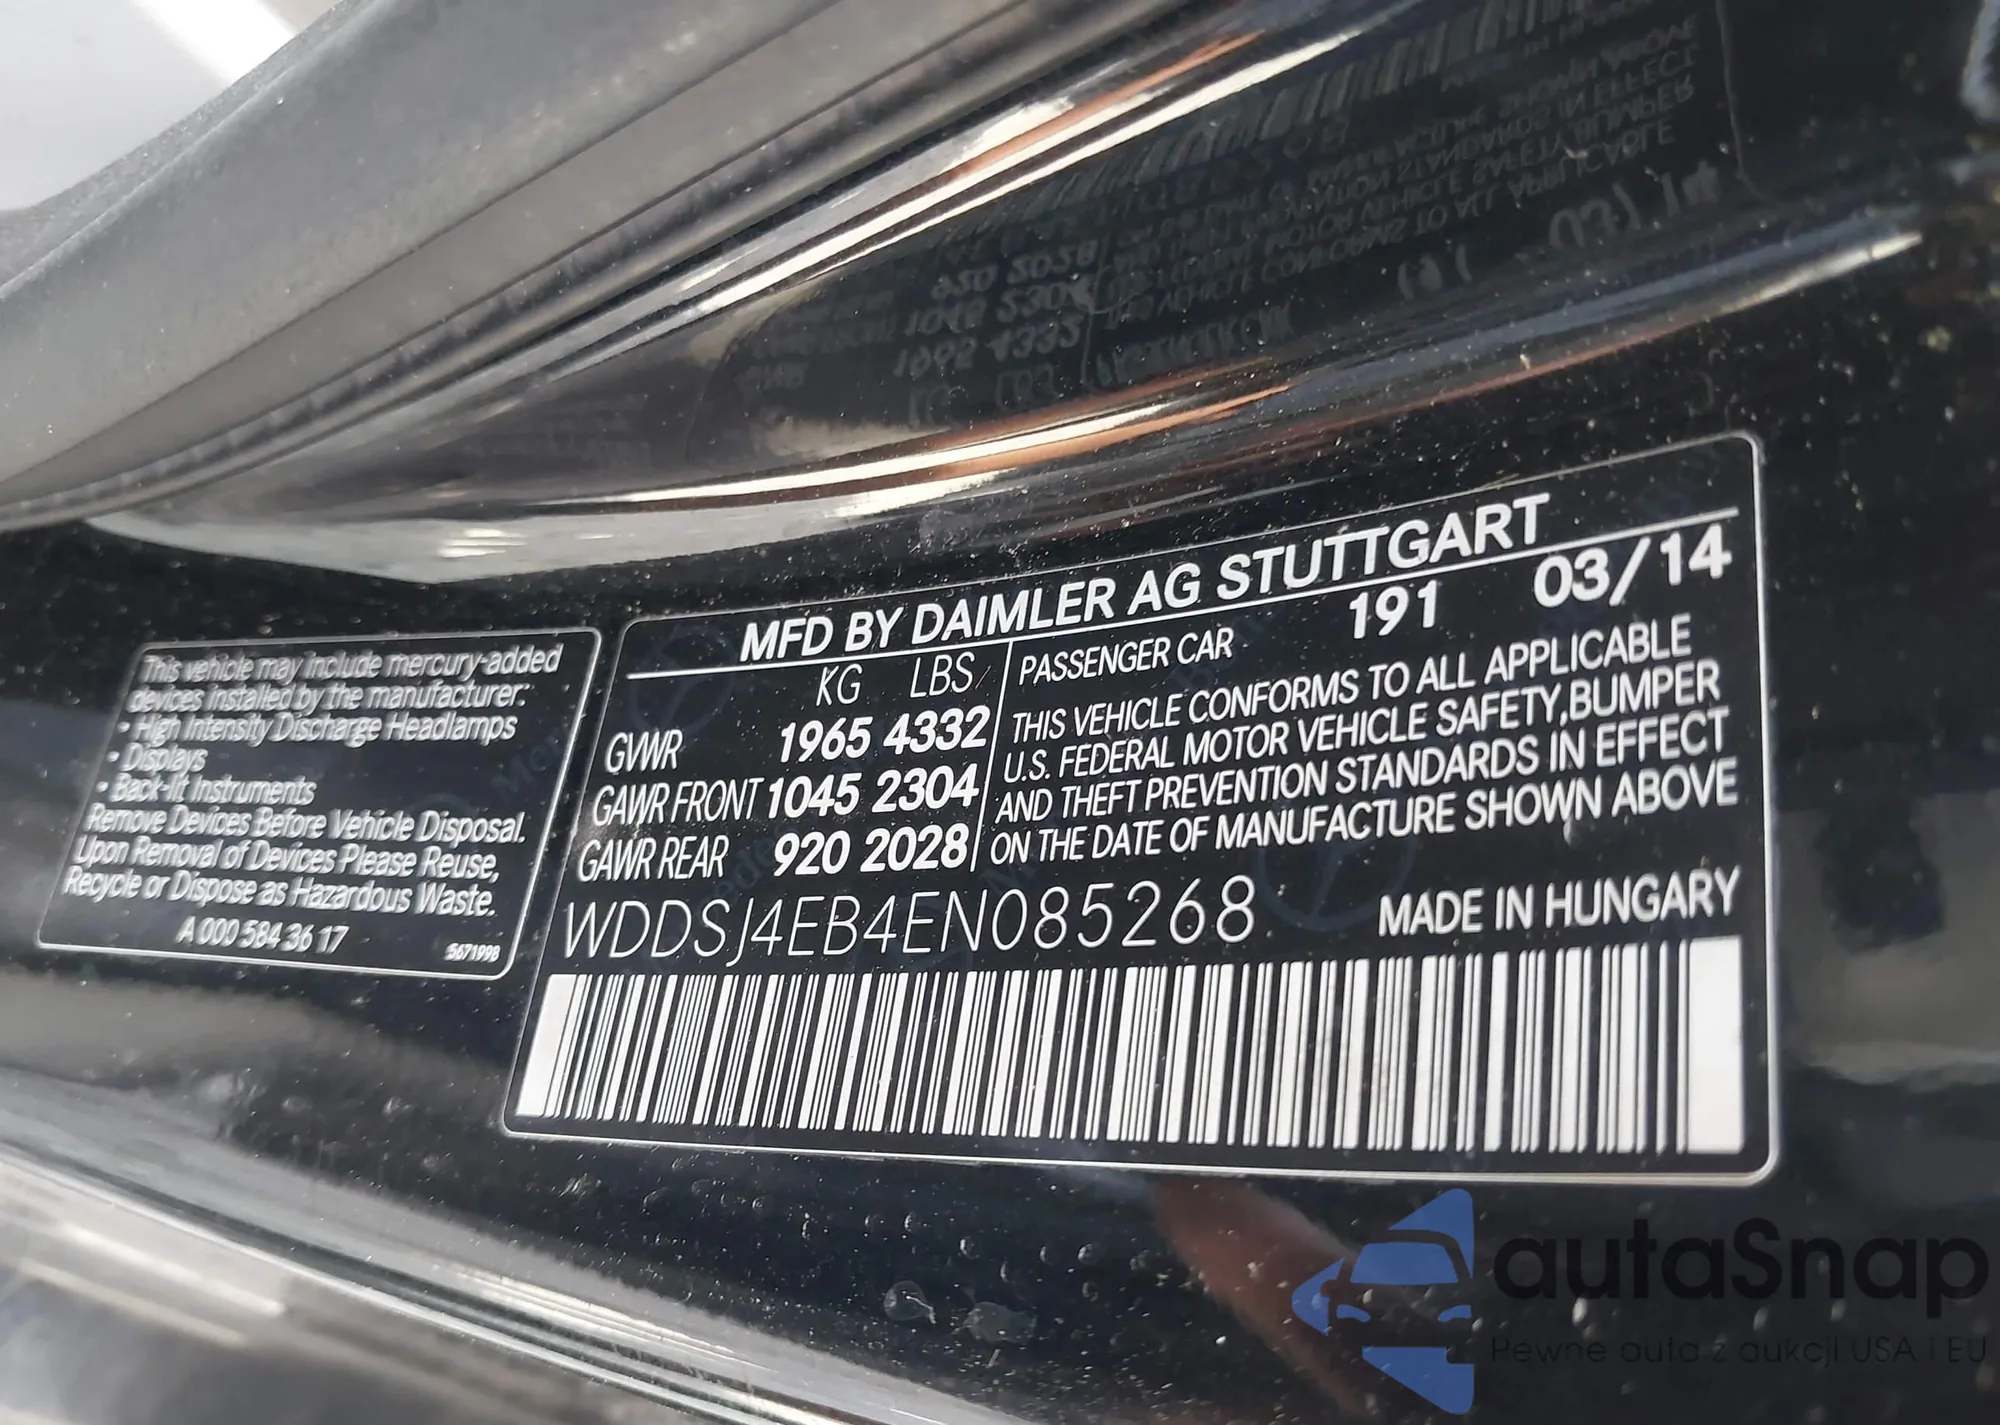 This vehicle may include mercury-added
devices installed by the manufacturer:
• High Intensity Discharge Headlamps
• Displays
• Back-lit Instruments
Remove Devices Before Vehicle Disposal.
Upon Removal of Devices Please Reuse,
Recycle or Dispose as Hazardous Waste.
A 000 584 36 17
5671998
MFD BY DAIMLER AG STUTTGART
KG LBS
GVWR 1965 4332
GAWR FRONT 1045 2304
GAWR REAR 920 2028
PASSENGER CAR 191 03/14
THIS VEHICLE CONFORMS TO ALL APPLICABLE
U.S. FEDERAL MOTOR VEHICLE SAFETY,BUMPER
AND THEFT PREVENTION STANDARDS IN EFFECT
ON THE DATE OF MANUFACTURE SHOWN ABOVE
WDDSJ4EB4EN085268 MADE IN HUNGARY
autaSnap
Pewne auta z aukcji USA i EU